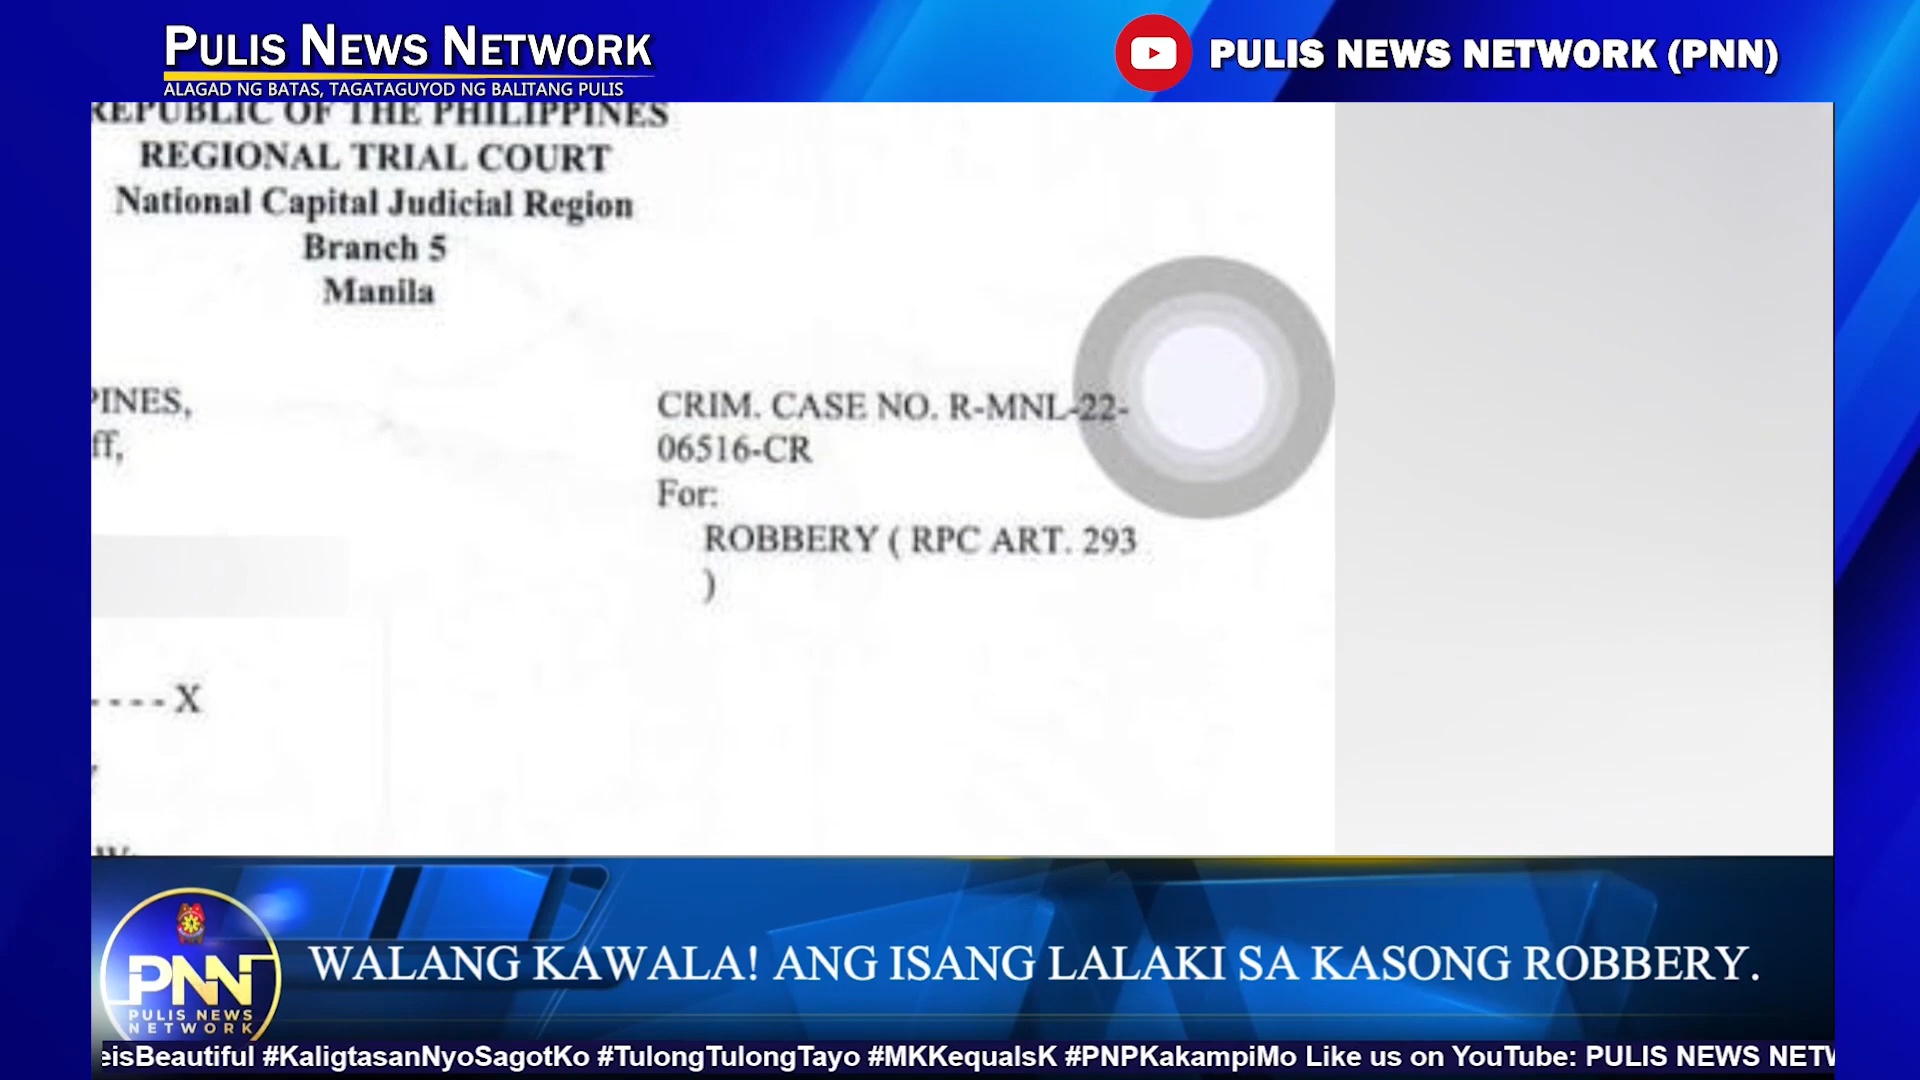 PULIS NEWS NETWORK
ALAGAD NG BATAS, TAGATAGUYOD NG BALITANG PULIS
PULIS NEWS NETWORK (PNN)
REPUBLIC OF THE PHILIPPINES
REGIONAL TRIAL COURT
National Capital Judicial Region
Branch 5
Manila
PINES,
ff,
CRIM. CASE NO. R-MNL-22-
06516-CR
For:
ROBBERY ( RPC ART. 293
)
- - - - X
PNN
PULIS NEWS
NETWORK
WALANG KAWALA! ANG ISANG LALAKI SA KASONG ROBBERY.
eisBeautiful #KaligtasanNyoSagotKo #TulongTulongTayo #MKKequalsK #PNPKakampiMo Like us on YouTube: PULIS NEWS NETW